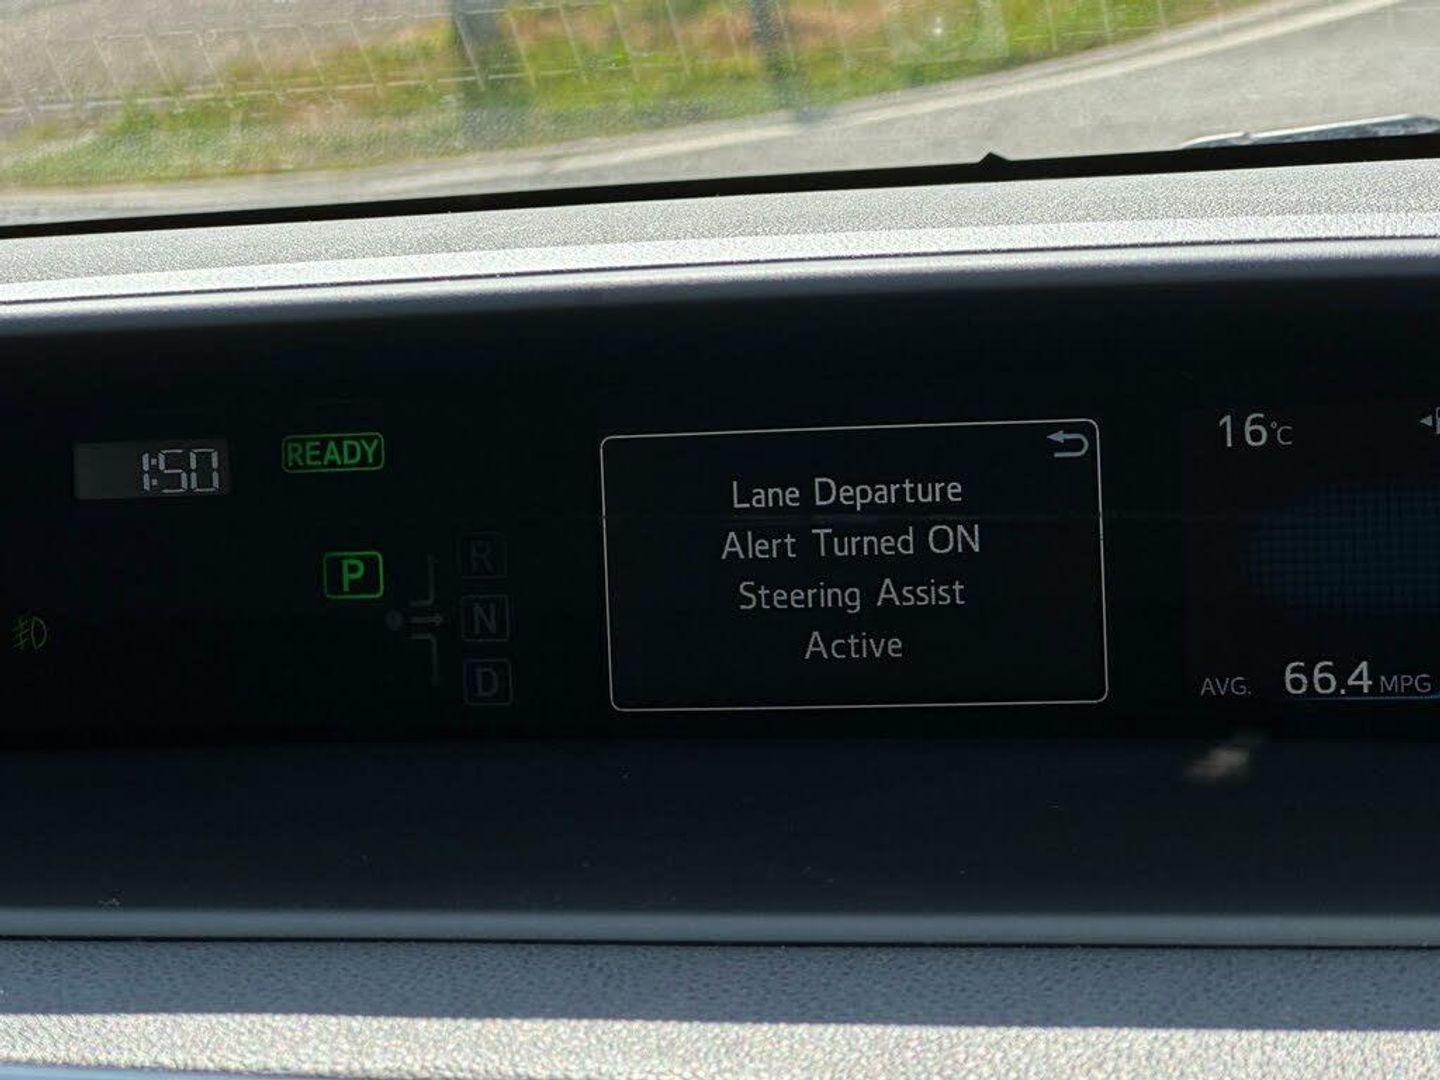 1:50
READY
P
R
N
D
Lane Departure
Alert Turned ON
Steering Assist
Active
16°C
AVG. 66.4 MPG